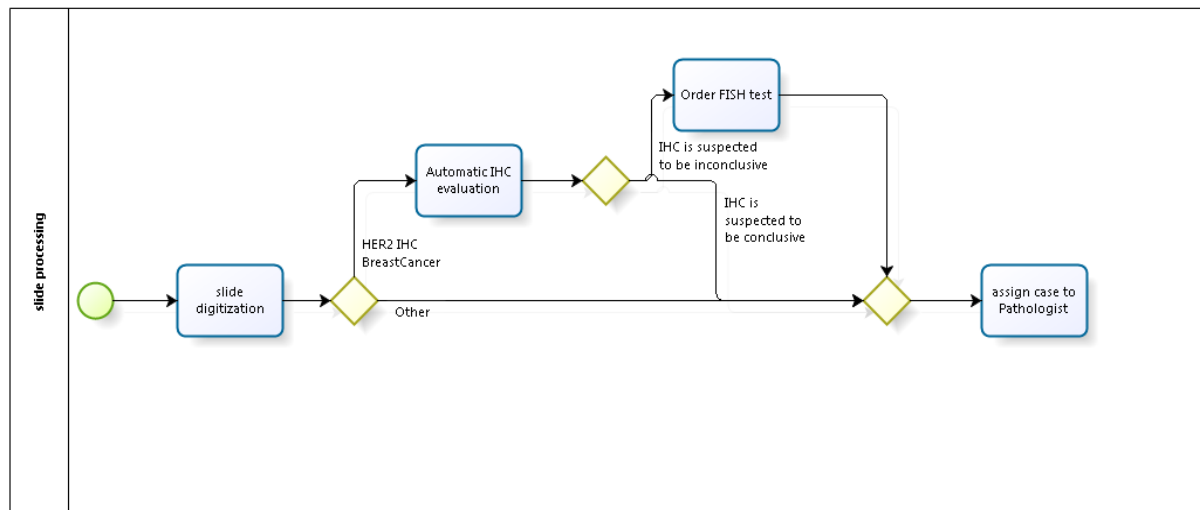 slide processing
slide
digitization
HER2 IHC
BreastCancer
Other
Automatic IHC
evaluation
IHC is suspected
to be inconclusive
Order FISH test
IHC is
suspected to
be conclusive
assign case to
Pathologist